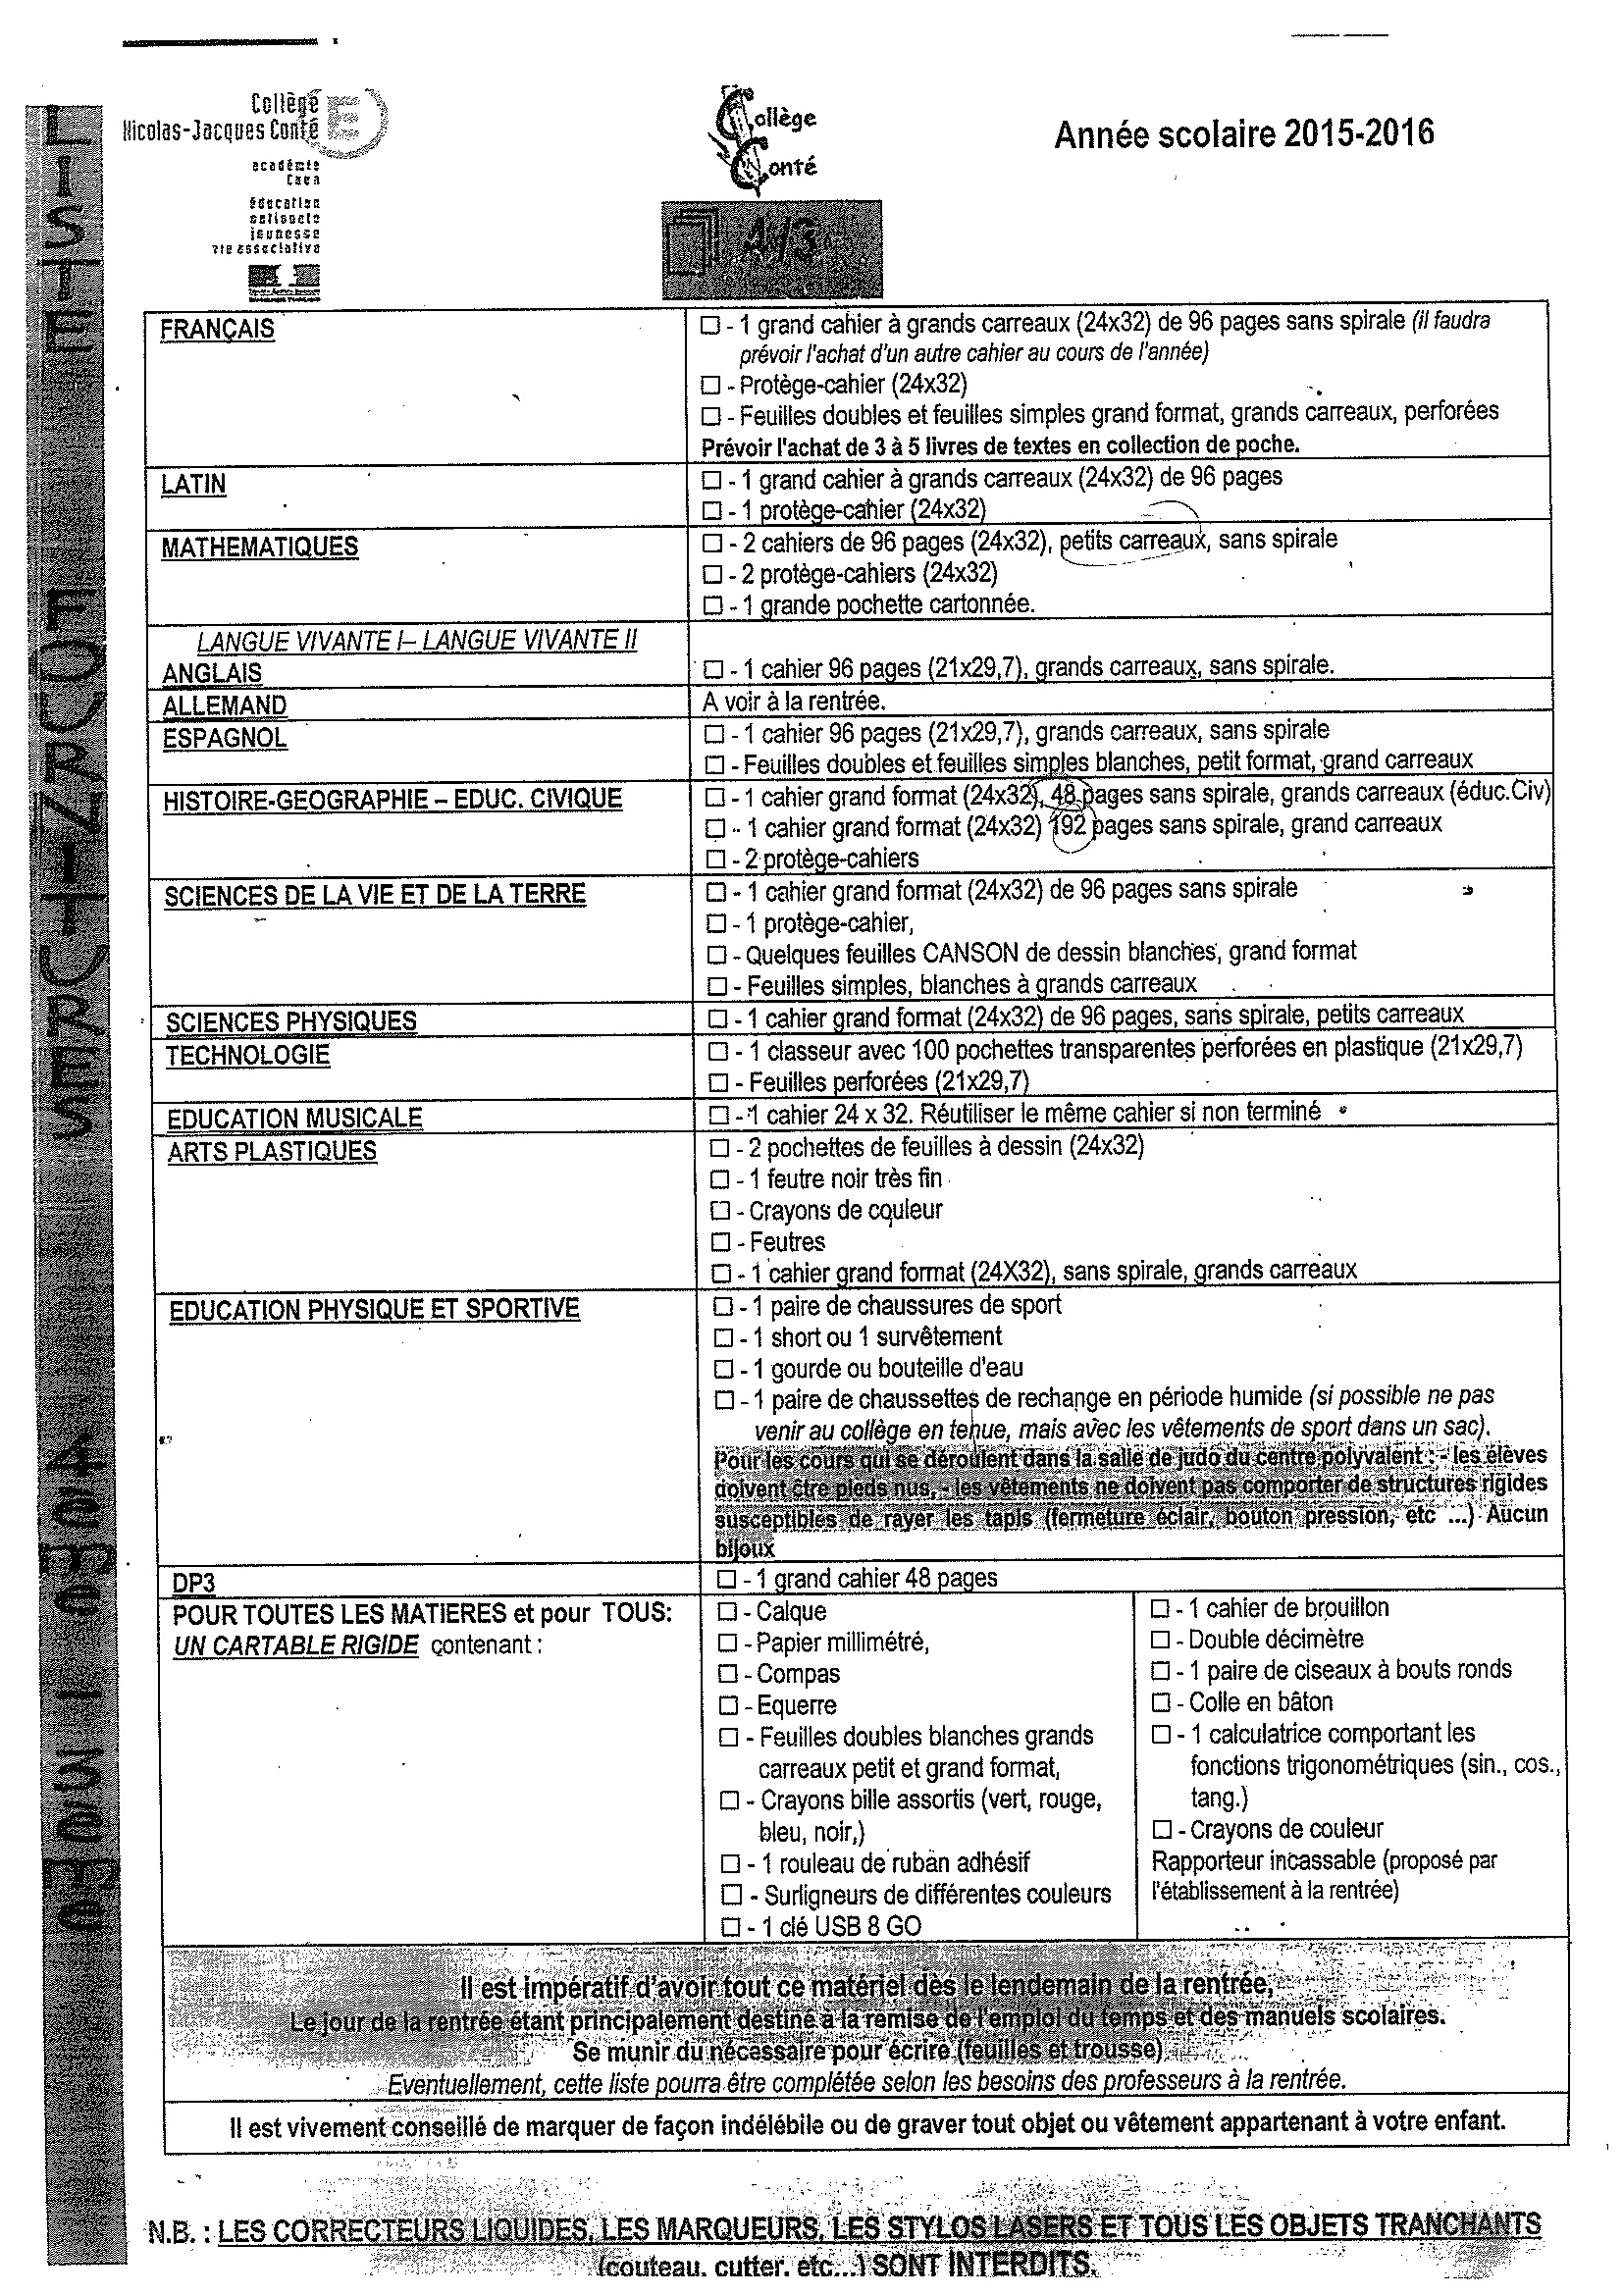 Collège
Nicolas-Jacques Conté
E
académie
Caen
éducation
nationale
jeunesse
vie associative
Collège
Conté
Année scolaire 2015-2016
4/3
LISTE FOURNITURES
FRANÇAIS
□ - 1 grand cahier à grands carreaux (24x32) de 96 pages sans spirale (il faudra
prévoir l'achat d'un autre cahier au cours de l'année)
□ - Protège-cahier (24x32)
□ - Feuilles doubles et feuilles simples grand format, grands carreaux, perforées
Prévoir l'achat de 3 à 5 livres de textes en collection de poche.
LATIN
□ - 1 grand cahier à grands carreaux (24x32) de 96 pages
□ - 1 protège-cahier (24x32)
MATHEMATIQUES
□ - 2 cahiers de 96 pages (24x32), petits carreaux, sans spirale
□ - 2 protège-cahiers (24x32)
□ - 1 grande pochette cartonnée.
LANGUE VIVANTE I– LANGUE VIVANTE II
ANGLAIS
□ - 1 cahier 96 pages (21x29,7), grands carreaux, sans spirale.
ALLEMAND
A voir à la rentrée.
ESPAGNOL
□ - 1 cahier 96 pages (21x29,7), grands carreaux, sans spirale
□ - Feuilles doubles et feuilles simples blanches, petit format, grand carreaux
HISTOIRE-GEOGRAPHIE – EDUC. CIVIQUE
□ - 1 cahier grand format (24x32), 48 pages sans spirale, grands carreaux (éduc.Civ)
□ - 1 cahier grand format (24x32) 192 pages sans spirale, grand carreaux
□ - 2 protège-cahiers
SCIENCES DE LA VIE ET DE LA TERRE
□ - 1 cahier grand format (24x32) de 96 pages sans spirale
□ - 1 protège-cahier,
□ - Quelques feuilles CANSON de dessin blanches, grand format
□ - Feuilles simples, blanches à grands carreaux
SCIENCES PHYSIQUES
□ - 1 cahier grand format (24x32) de 96 pages, sans spirale, petits carreaux
TECHNOLOGIE
□ - 1 classeur avec 100 pochettes transparentes perforées en plastique (21x29,7)
□ - Feuilles perforées (21x29,7)
EDUCATION MUSICALE
□ - 1 cahier 24 x 32. Réutiliser le même cahier si non terminé
ARTS PLASTIQUES
□ - 2 pochettes de feuilles à dessin (24x32)
□ - 1 feutre noir très fin
□ - Crayons de couleur
□ - Feutres
□ - 1 cahier grand format (24X32), sans spirale, grands carreaux
EDUCATION PHYSIQUE ET SPORTIVE
□ - 1 paire de chaussures de sport
□ - 1 short ou 1 survêtement
□ - 1 gourde ou bouteille d'eau
□ - 1 paire de chaussettes de rechange en période humide (si possible ne pas
venir au collège en tenue, mais avec les vêtements de sport dans un sac).
Pour les cours qui se déroulent dans la salle de judo du centre polyvalent : - les élèves
doivent être pieds nus, - les vêtements ne doivent pas comporter de structures rigides
susceptibles de rayer les tapis (fermeture éclair, bouton pression, etc ...) Aucun
bijoux
DP3
□ - 1 grand cahier 48 pages
POUR TOUTES LES MATIERES et pour TOUS:
UN CARTABLE RIGIDE contenant :
□ - Calque
□ - Papier millimétré,
□ - Compas
□ - Equerre
□ - Feuilles doubles blanches grands
carreaux petit et grand format,
□ - Crayons bille assortis (vert, rouge,
bleu, noir,)
□ - 1 rouleau de ruban adhésif
□ - Surligneurs de différentes couleurs
□ - 1 clé USB 8 GO
□ - 1 cahier de brouillon
□ - Double décimètre
□ - 1 paire de ciseaux à bouts ronds
□ - Colle en bâton
□ - 1 calculatrice comportant les
fonctions trigonométriques (sin., cos.,
tang.)
□ - Crayons de couleur
Rapporteur incassable (proposé par
l'établissement à la rentrée)
Il est impératif d'avoir tout ce matériel dès le lendemain de la rentrée,
Le jour de la rentrée étant principalement destiné à la remise de l'emploi du temps et des manuels scolaires.
Se munir du nécessaire pour écrire (feuilles et trousse)
Eventuellement, cette liste pourra être complétée selon les besoins des professeurs à la rentrée.
Il est vivement conseillé de marquer de façon indélébile ou de graver tout objet ou vêtement appartenant à votre enfant.
N.B. : LES CORRECTEURS LIQUIDES, LES MARQUEURS, LES STYLOS LASERS ET TOUS LES OBJETS TRANCHANTS
(couteau, cutter, etc...) SONT INTERDITS.